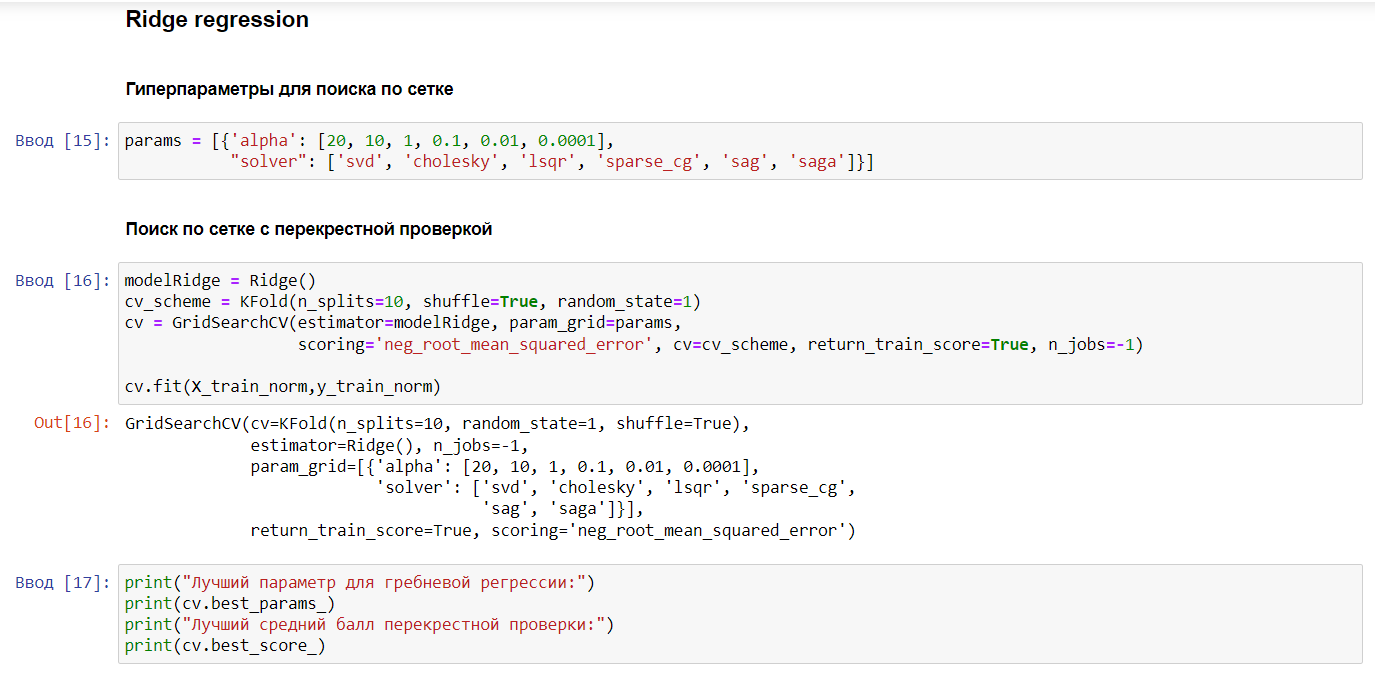 Ridge regression
Гиперпараметры для поиска по сетке
Ввод [15]: params = [{'alpha': [20, 10, 1, 0.1, 0.01, 0.0001],
"solver": ['svd', 'cholesky', 'lsqr', 'sparse_cg', 'sag', 'saga']}]
Поиск по сетке с перекрестной проверкой
Ввод [16]: modelRidge = Ridge()
cv_scheme = KFold(n_splits=10, shuffle=True, random_state=1)
cv = GridSearchCV(estimator=modelRidge, param_grid=params,
scoring='neg_root_mean_squared_error', cv=cv_scheme, return_train_score=True, n_jobs=-1)
cv.fit(X_train_norm,y_train_norm)
Out[16]: GridSearchCV(cv=KFold(n_splits=10, random_state=1, shuffle=True),
estimator=Ridge(), n_jobs=-1,
param_grid=[{'alpha': [20, 10, 1, 0.1, 0.01, 0.0001],
'solver': ['svd', 'cholesky', 'lsqr', 'sparse_cg',
'sag', 'saga']}],
return_train_score=True, scoring='neg_root_mean_squared_error')
Ввод [17]: print("Лучший параметр для гребневой регрессии:")
print(cv.best_params_)
print("Лучший средний балл перекрестной проверки:")
print(cv.best_score_)